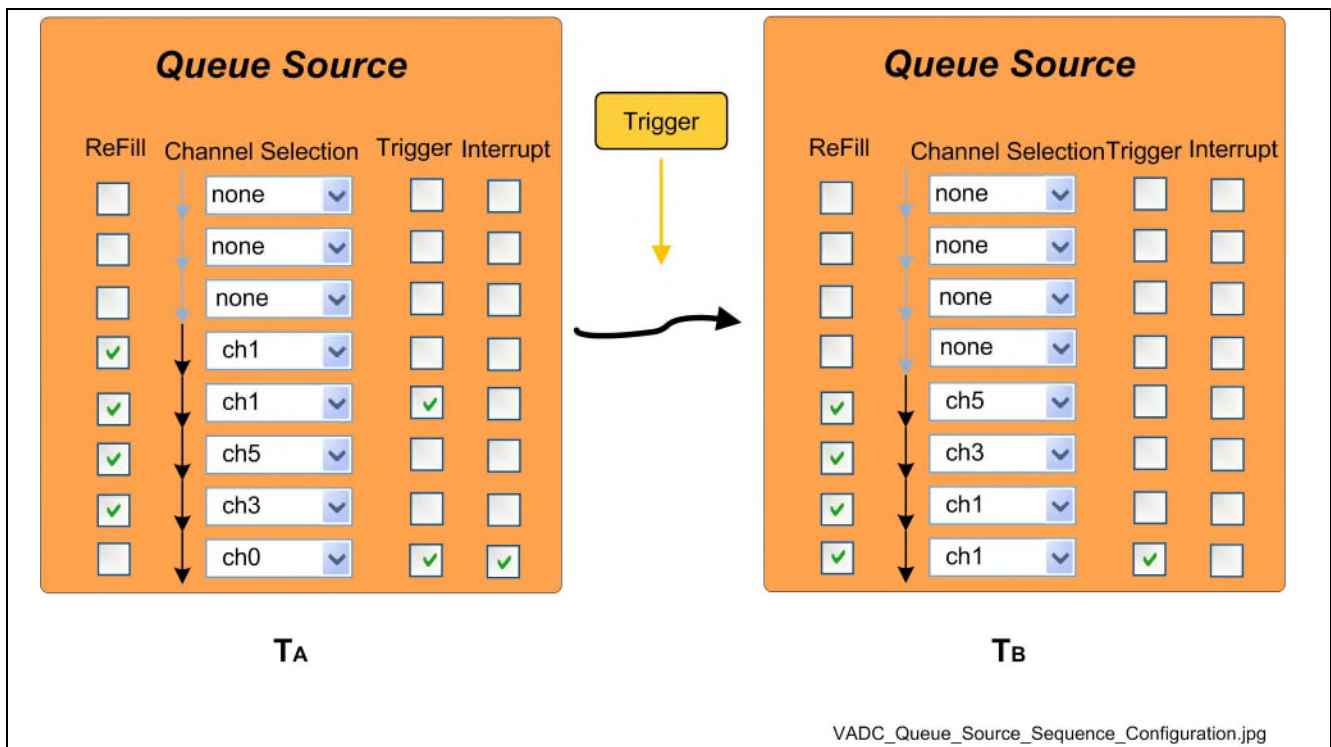 Queue Source
ReFill Channel Selection Trigger Interrupt
none
none
none
ch1
ch1
ch5
ch3
ch0
TA
Trigger
Queue Source
ReFill Channel Selection Trigger Interrupt
none
none
none
none
ch5
ch3
ch1
ch1
TB
VADC_Queue_Source_Sequence_Configuration.jpg